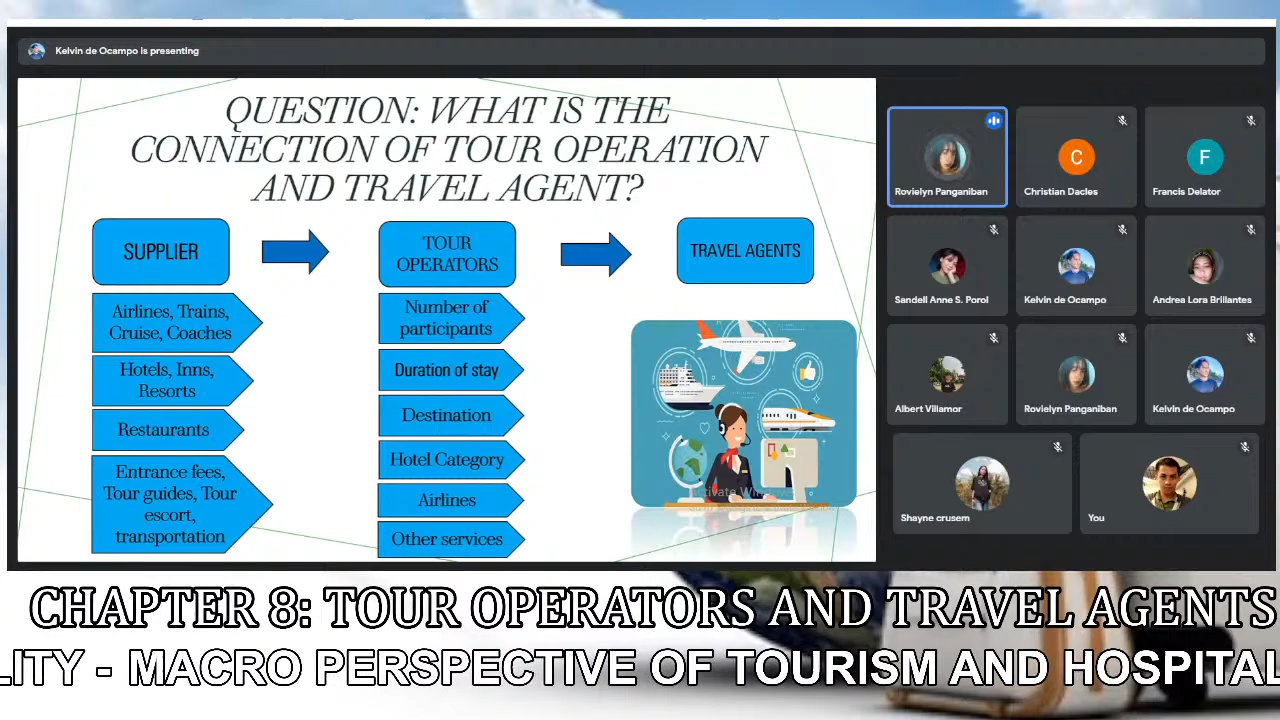 Kelvin de Ocampo is presenting
QUESTION: WHAT IS THE
CONNECTION OF TOUR OPERATION
AND TRAVEL AGENT?
SUPPLIER
Airlines, Trains,
Cruise, Coaches
Hotels, Inns,
Resorts
Restaurants
Entrance fees,
Tour guides, Tour
escort,
transportation
TOUR
OPERATORS
Number of
participants
Duration of stay
Destination
Hotel Category
Airlines
Other services
TRAVEL AGENTS
Rovielyn Panganiban
C
Christian Dacles
F
Francis Delator
Sandell Anne S. Porol
Kelvin de Ocampo
Andrea Lora Brillantes
Albert Villamor
Rovielyn Panganiban
Kelvin de Ocampo
Shayne crusem
You
CHAPTER 8: TOUR OPERATORS AND TRAVEL AGENTS
LITY - MACRO PERSPECTIVE OF TOURISM AND HOSPITAL